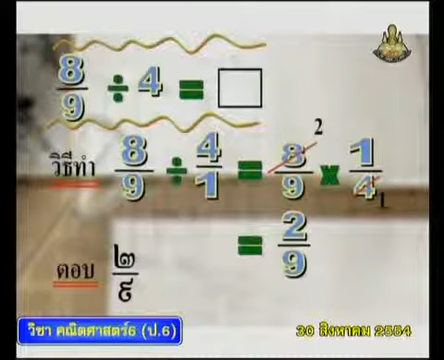 8/9 ÷ 4 = □
วิธีทำ 8/9 ÷ 4/1 = 8/9 2 x 1/4 1
= 2/9
ตอบ ๒/๙
วิชา คณิตศาสตร์6 (ป.6)
30 สิงหาคม 2554